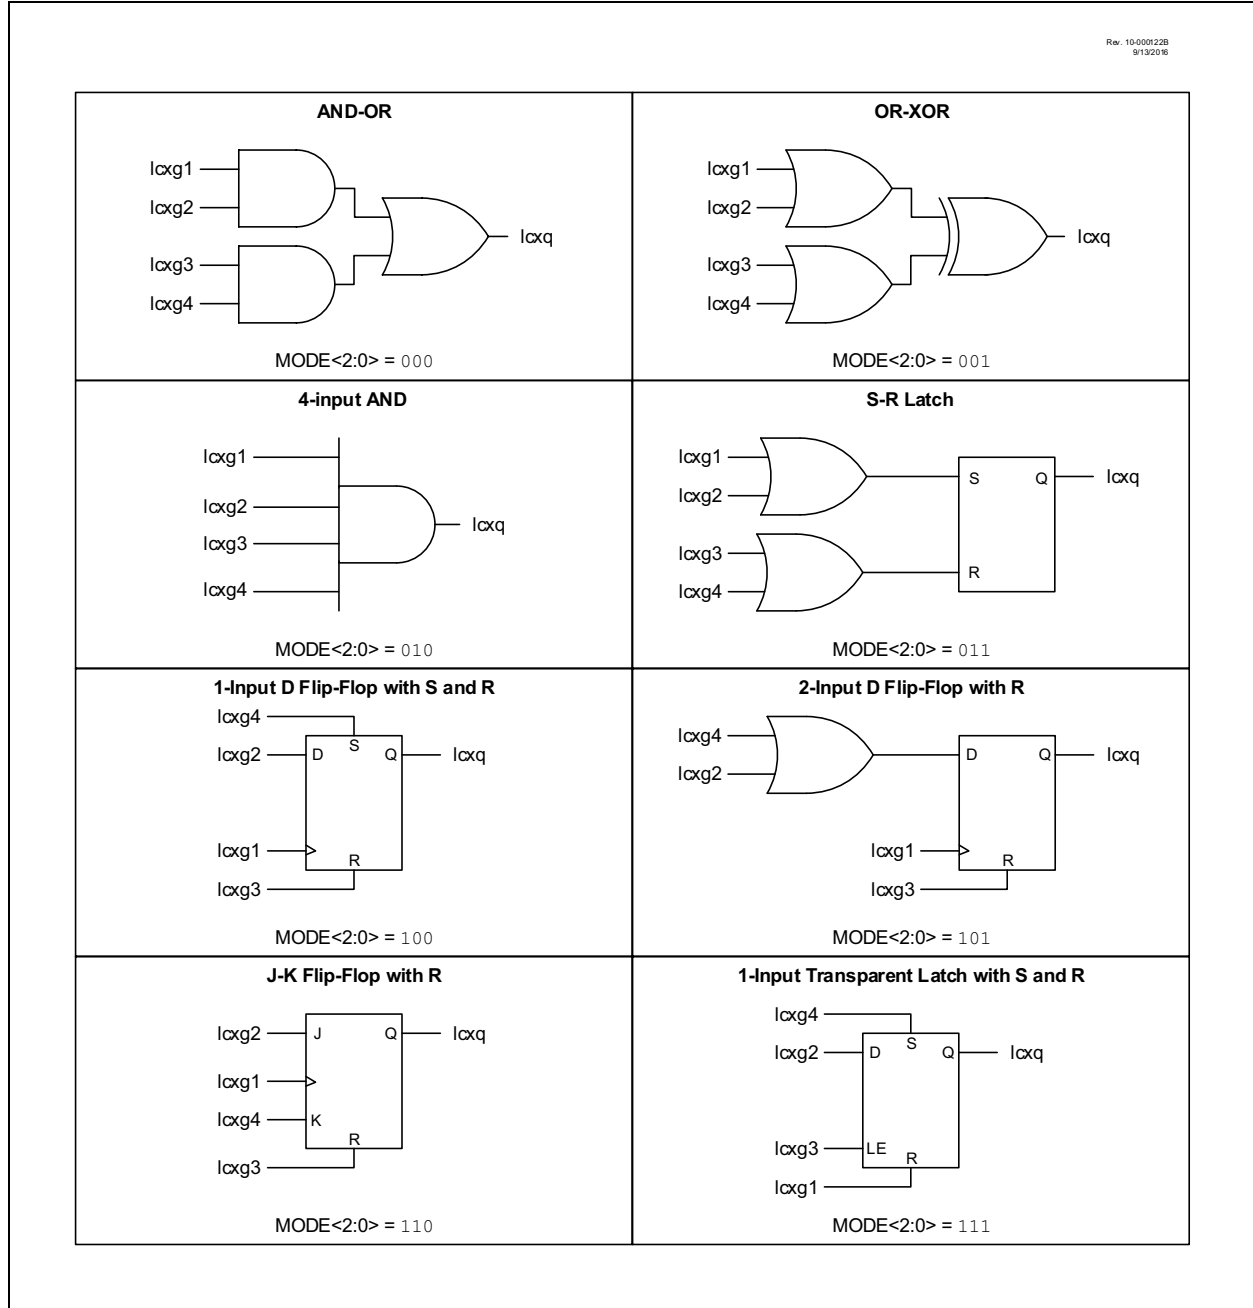 Rev. 10-000122B
9/13/2016
AND-OR
lcxg1
lcxg2
lcxg3
lcxg4
lcxq
MODE<2:0> = 000
OR-XOR
lcxg1
lcxg2
lcxg3
lcxg4
lcxq
MODE<2:0> = 001
4-input AND
lcxg1
lcxg2
lcxg3
lcxg4
lcxq
MODE<2:0> = 010
S-R Latch
lcxg1
lcxg2
lcxg3
lcxg4
S
Q
lcxq
R
MODE<2:0> = 011
1-Input D Flip-Flop with S and R
lcxg4
S
lcxg2
D
Q
lcxq
lcxg1
R
lcxg3
MODE<2:0> = 100
2-Input D Flip-Flop with R
lcxg4
lcxg2
D
Q
lcxq
lcxg1
R
lcxg3
MODE<2:0> = 101
J-K Flip-Flop with R
lcxg2
J
Q
lcxq
lcxg1
lcxg4
K
R
lcxg3
MODE<2:0> = 110
1-Input Transparent Latch with S and R
lcxg4
S
lcxg2
D
Q
lcxq
lcxg3
LE
R
lcxg1
MODE<2:0> = 111